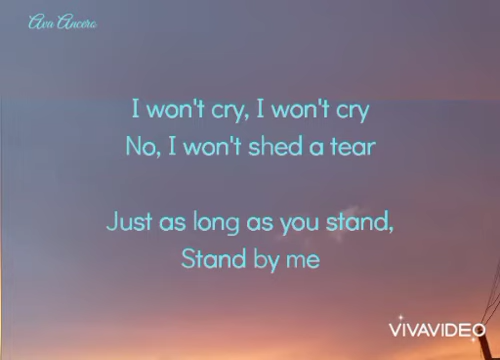 Ava Ancero
I won't cry, I won't cry
No, I won't shed a tear
Just as long as you stand,
Stand by me
VIVAVIDEO